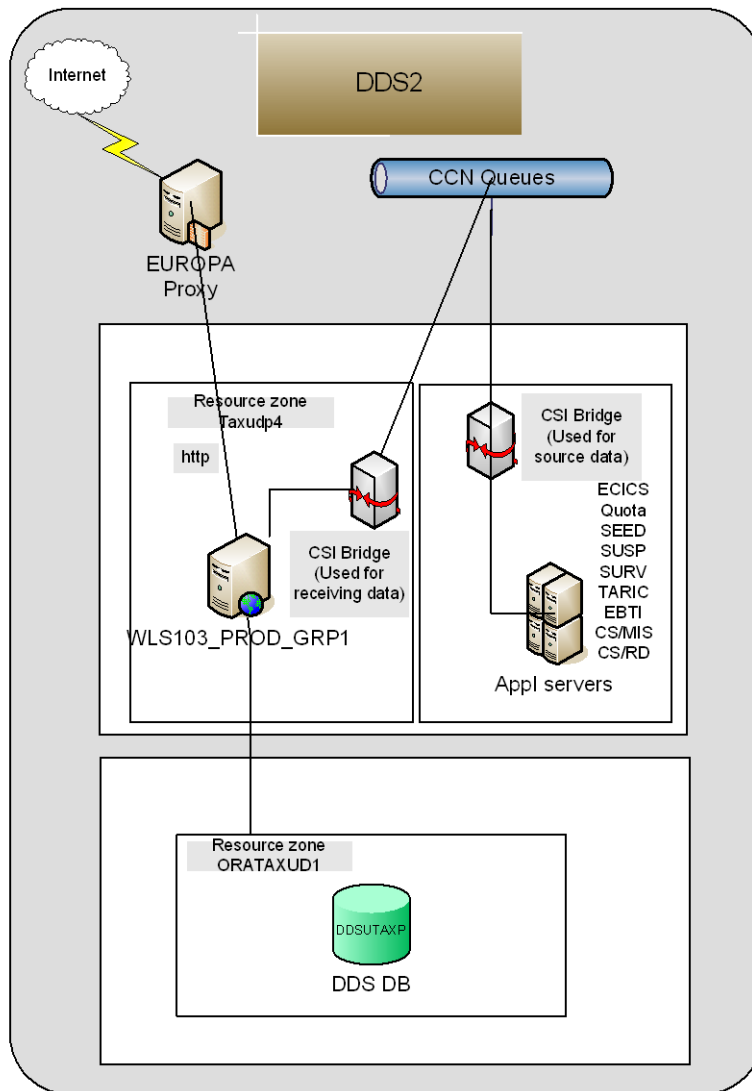 Internet
DDS2
CCN Queues
EUROPA
Proxy
Resource zone
Taxudp4
http
CSI Bridge
(Used for
receiving data)
WLS103_PROD_GRP1
CSI Bridge
(Used for
source data)
ECICS
Quota
SEED
SUSP
SURV
TARIC
EBTI
CS/MIS
CS/RD
Appl servers
Resource zone
ORATAXUD1
DDSUTAXP
DDS DB